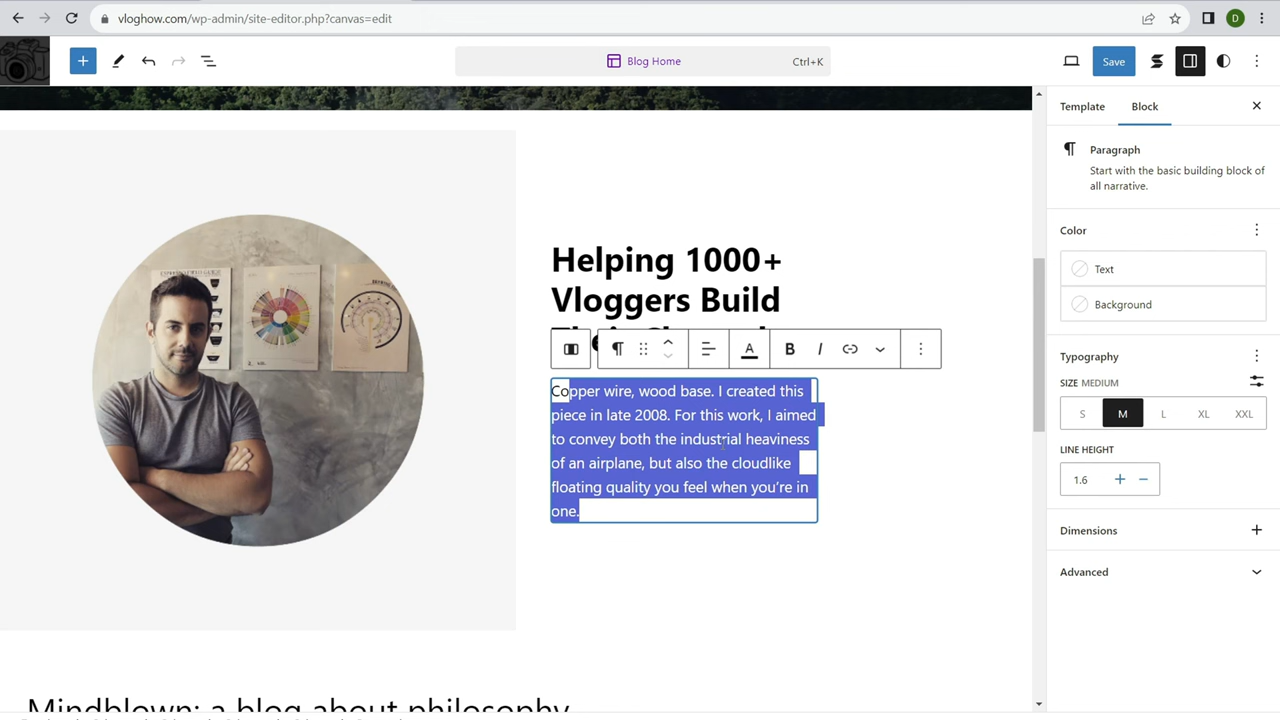 vloghow.com/wp-admin/site-editor.php?canvas=edit
D
Blog Home
Ctrl+K
Save
Template
Block
Paragraph
Start with the basic building block of
all narrative.
Color
Text
Background
Typography
SIZE MEDIUM
S
M
L
XL
XXL
LINE HEIGHT
1.6
Dimensions
Advanced
Helping 1000+
Vloggers Build
A
B
I
Copper wire, wood base. I created this
piece in late 2008. For this work, I aimed
to convey both the industrial heaviness
of an airplane, but also the cloudlike
floating quality you feel when you're in
one.
Mindblown: a blog about philosophy